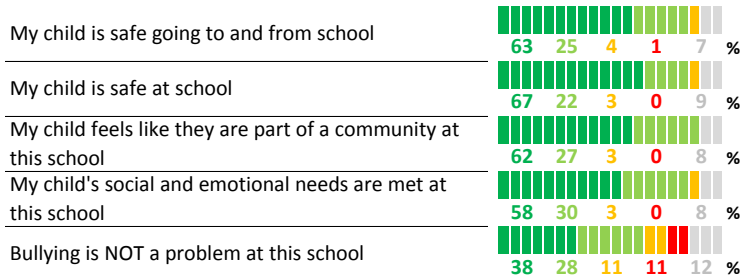 My child is safe going to and from school
63 25 4 1 7 %
My child is safe at school
67 22 3 0 9 %
My child feels like they are part of a community at
this school
62 27 3 0 8 %
My child's social and emotional needs are met at
this school
58 30 3 0 8 %
Bullying is NOT a problem at this school
38 28 11 11 12 %